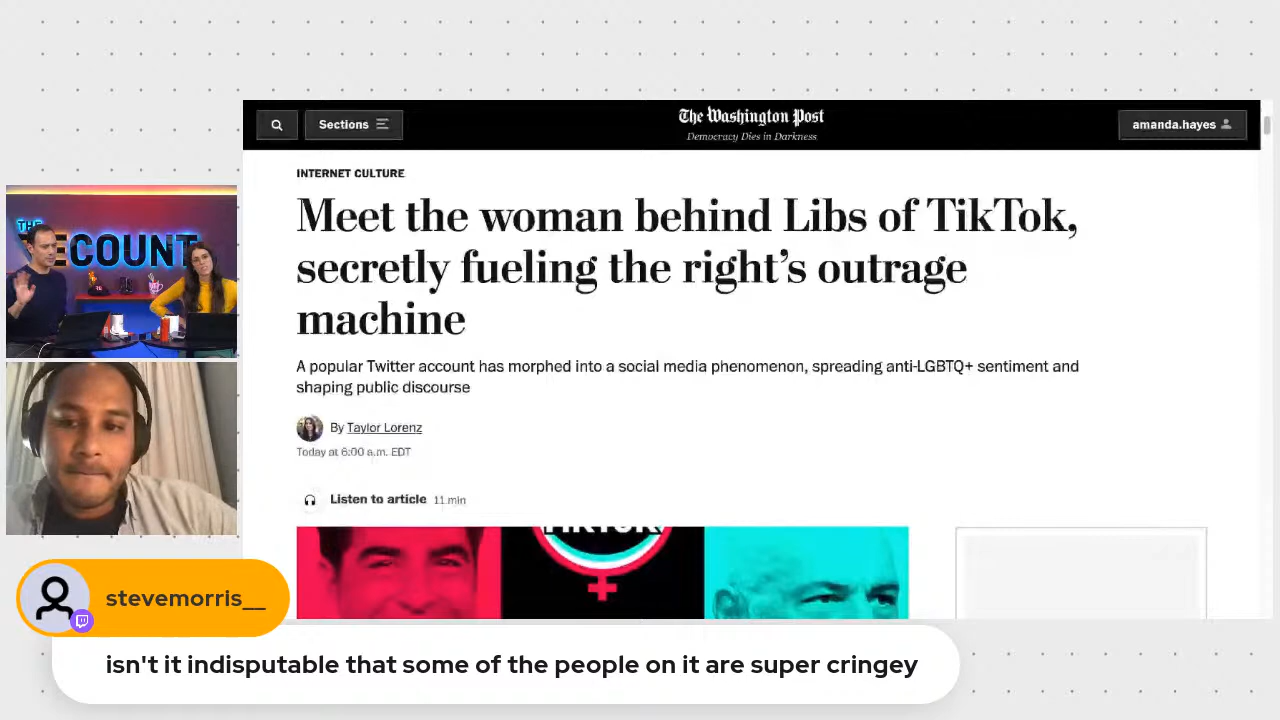 Sections
The Washington Post
Democracy Dies in Darkness
amanda.hayes
INTERNET CULTURE
Meet the woman behind Libs of TikTok,
secretly fueling the right's outrage
machine
A popular Twitter account has morphed into a social media phenomenon, spreading anti-LGBTQ+ sentiment and
shaping public discourse
By Taylor Lorenz
Today at 6:00 a.m. EDT
Listen to article 11 min
TIKTOK
THE
RECOUNT
stevemorris__
isn't it indisputable that some of the people on it are super cringey